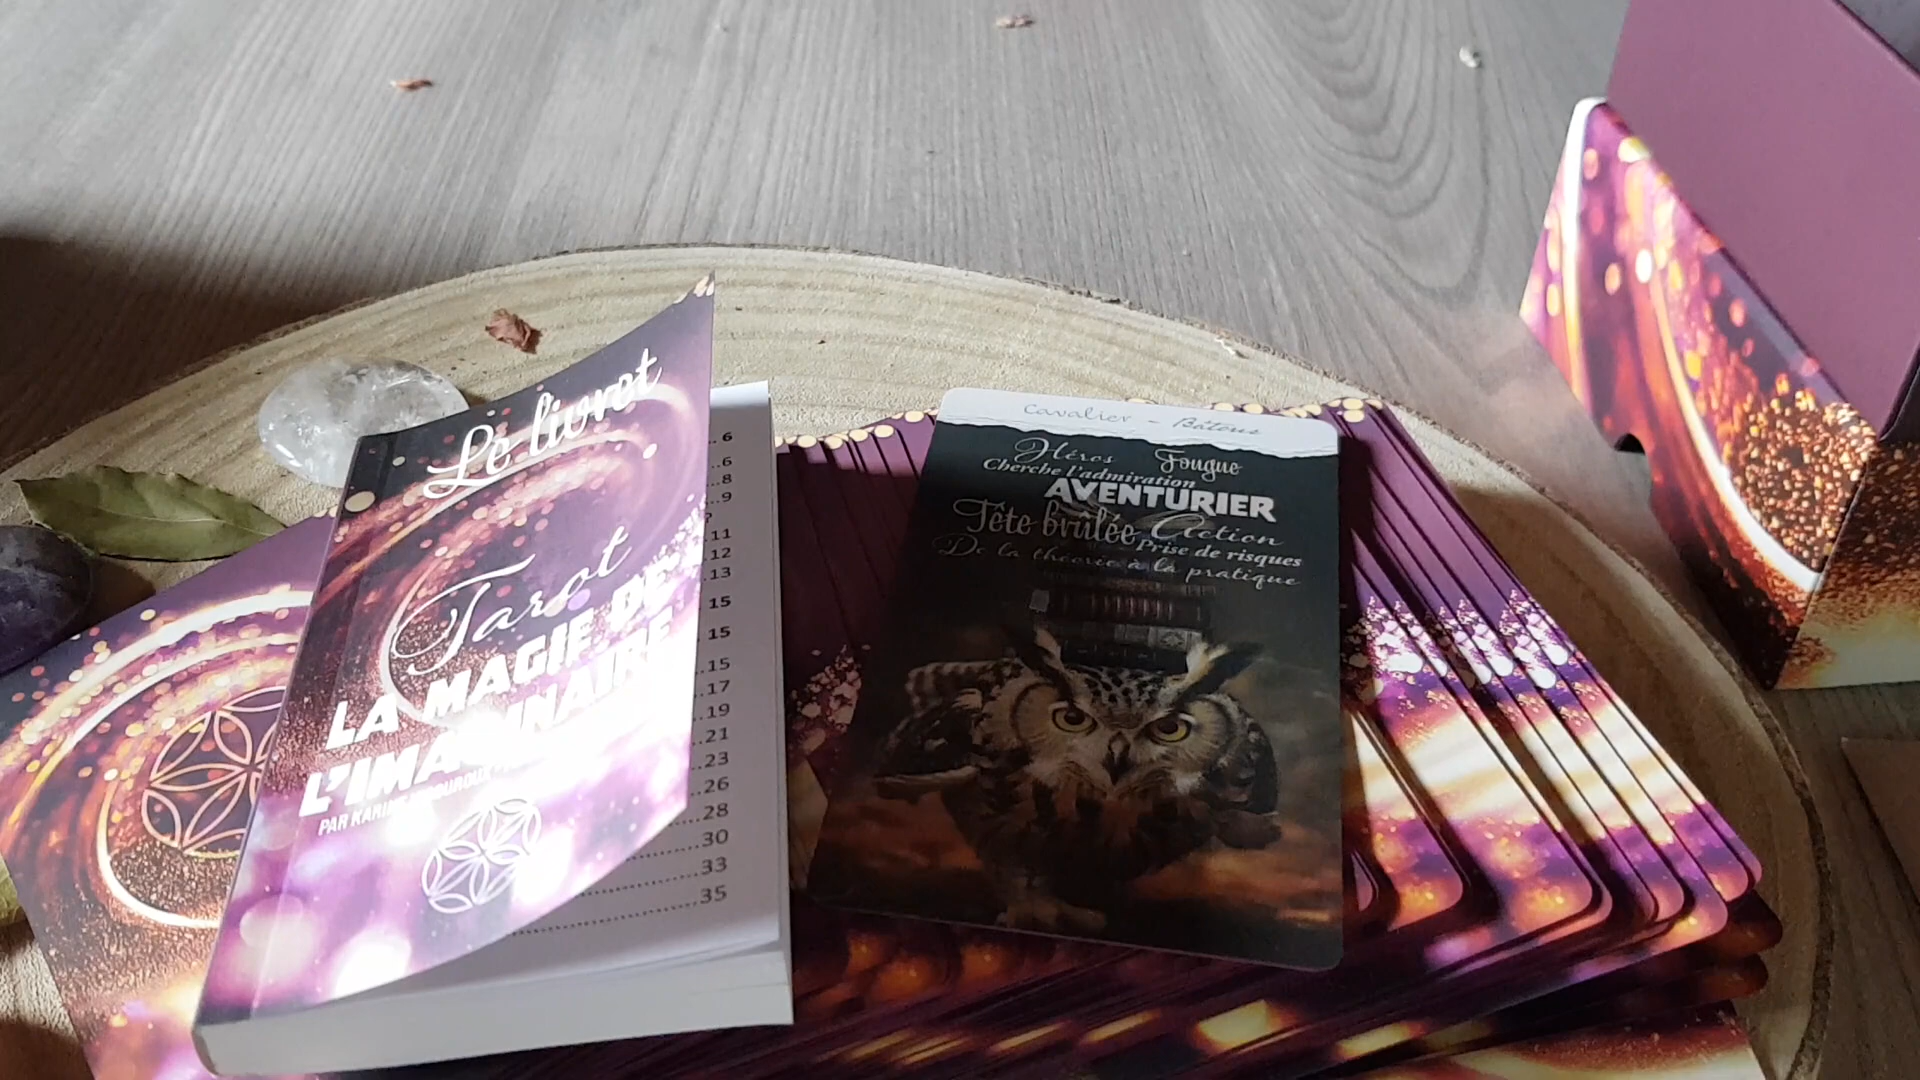 Le livret
Tarot
LA MAGIE DE
L'IMAGINAIRE
PAR
...6
...6
...8
...9
?
...11
...12
...13
15
15
...15
...17
...19
...21
...23
...26
...28
...30
...33
...35
Cavalier - Bâtons
Héros Fougue
Cherche l'admiration
AVENTURIER
Tête brûlée Action
Prise de risques
De la théorie à la pratique